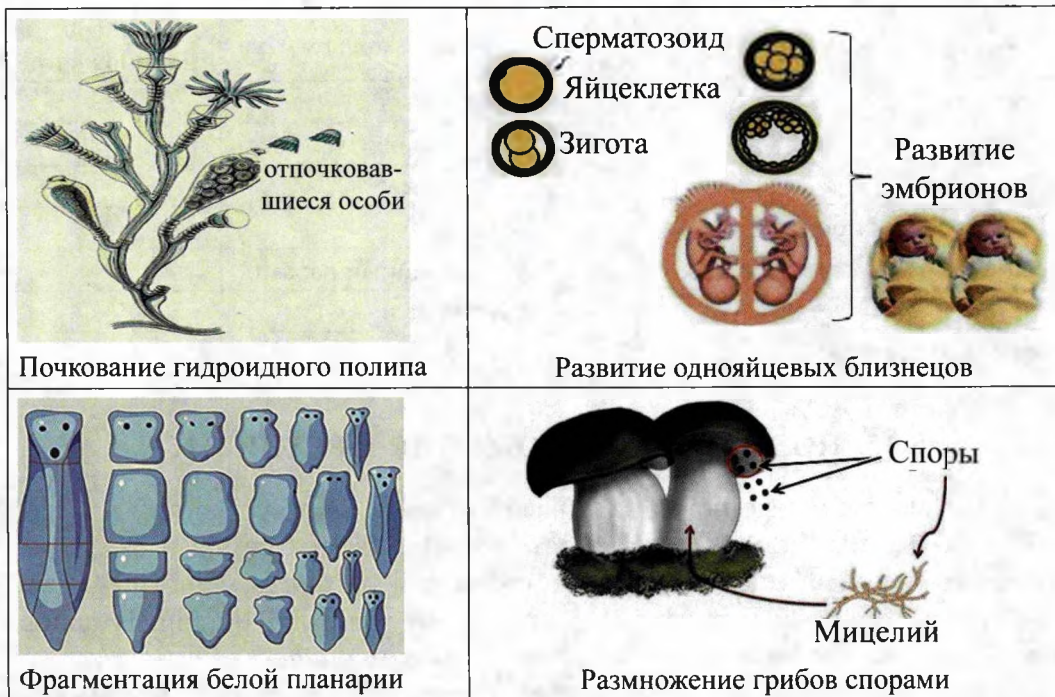 отпочковав-
шиеся особи
Почкование гидроидного полипа
Сперматозоид
Яйцеклетка
Зигота
Развитие
эмбрионов
Развитие однояйцевых близнецов
Фрагментация белой планарии
Споры
Мицелий
Размножение грибов спорами